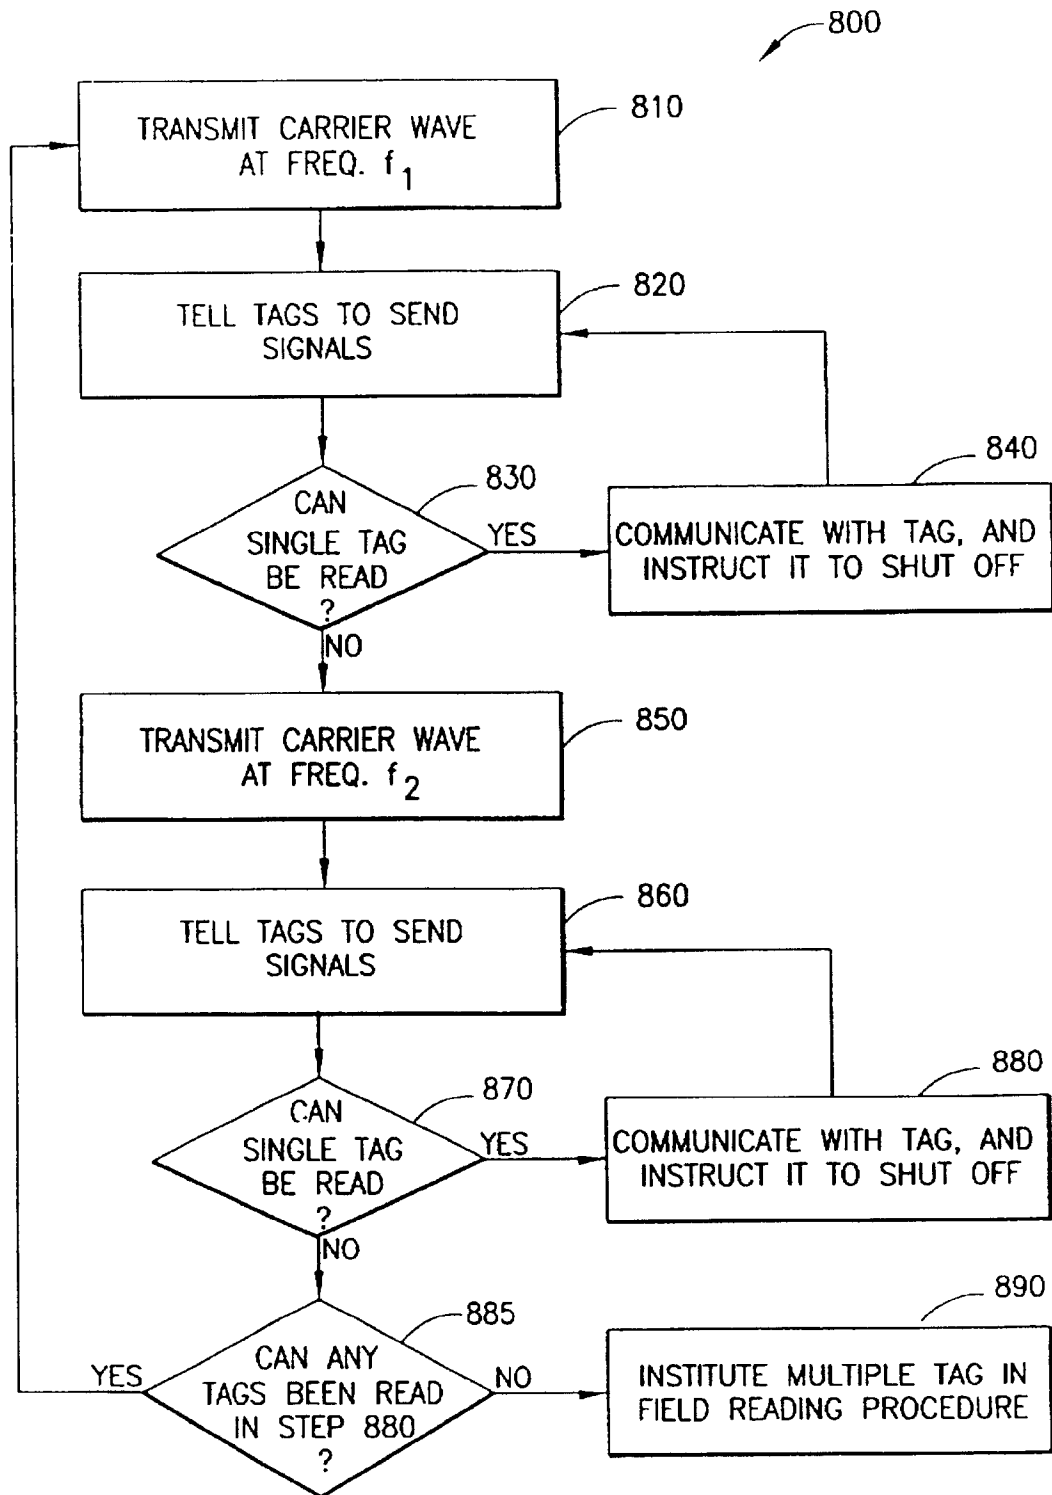 800
810
TRANSMIT CARRIER WAVE
AT FREQ. f1
820
TELL TAGS TO SEND
SIGNALS
830
CAN
SINGLE TAG
BE READ
?
YES
NO
840
COMMUNICATE WITH TAG, AND
INSTRUCT IT TO SHUT OFF
850
TRANSMIT CARRIER WAVE
AT FREQ. f2
860
TELL TAGS TO SEND
SIGNALS
870
CAN
SINGLE TAG
BE READ
?
YES
NO
880
COMMUNICATE WITH TAG, AND
INSTRUCT IT TO SHUT OFF
885
CAN ANY
TAGS BEEN READ
IN STEP 880
?
YES
NO
890
INSTITUTE MULTIPLE TAG IN
FIELD READING PROCEDURE